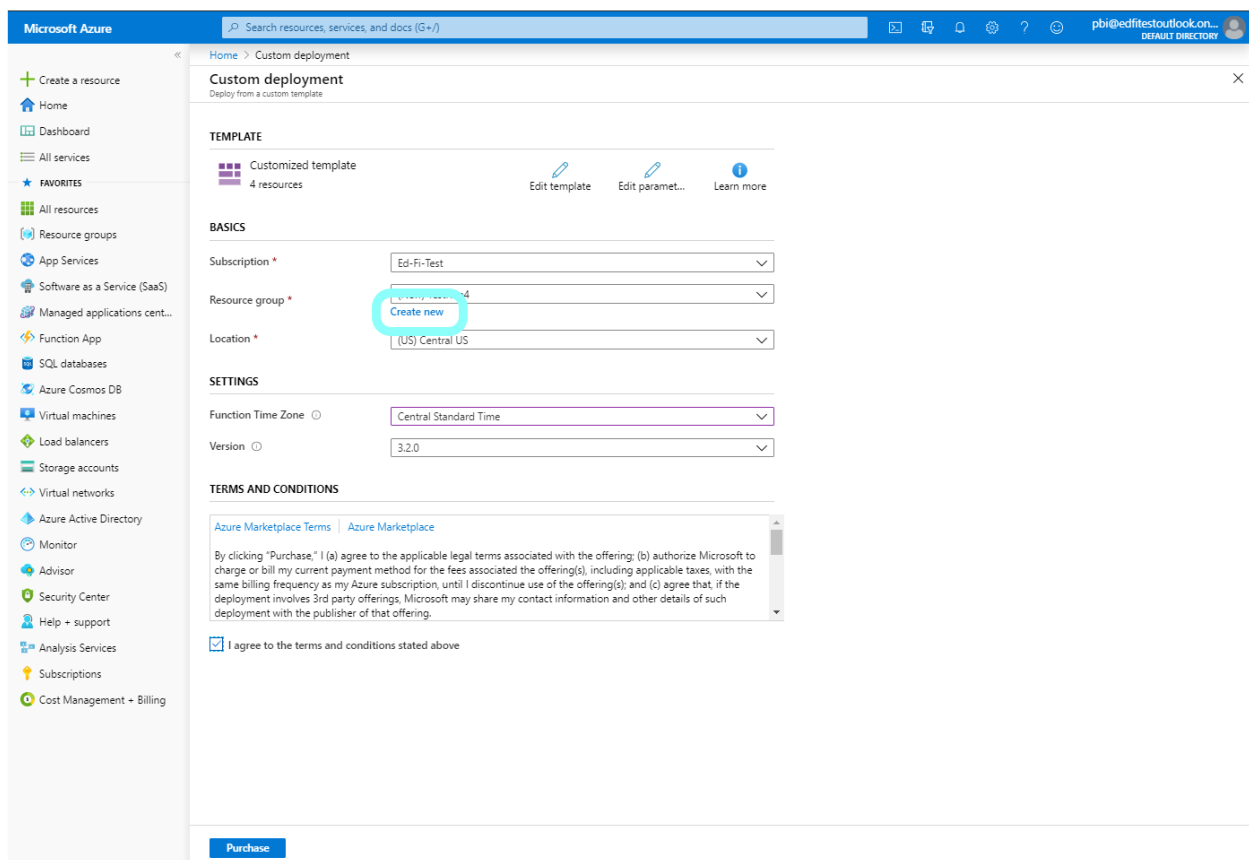 Microsoft Azure
Search resources, services, and docs (G+/)
pbi@edfitestoutlook.on...
DEFAULT DIRECTORY
Home > Custom deployment
Create a resource
Home
Dashboard
All services
FAVORITES
All resources
Resource groups
App Services
Software as a Service (SaaS)
Managed applications cent...
Function App
SQL databases
Azure Cosmos DB
Virtual machines
Load balancers
Storage accounts
Virtual networks
Azure Active Directory
Monitor
Advisor
Security Center
Help + support
Analysis Services
Subscriptions
Cost Management + Billing
Custom deployment
Deploy from a custom template
TEMPLATE
Customized template
4 resources
Edit template
Edit paramet...
Learn more
BASICS
Subscription *
Ed-Fi-Test
Resource group *
Create new
Location *
(US) Central US
SETTINGS
Function Time Zone
Central Standard Time
Version
3.2.0
TERMS AND CONDITIONS
Azure Marketplace Terms | Azure Marketplace
By clicking "Purchase," I (a) agree to the applicable legal terms associated with the offering; (b) authorize Microsoft to
charge or bill my current payment method for the fees associated the offering(s), including applicable taxes, with the
same billing frequency as my Azure subscription, until I discontinue use of the offering(s); and (c) agree that, if the
deployment involves 3rd party offerings, Microsoft may share my contact information and other details of such
deployment with the publisher of that offering.
I agree to the terms and conditions stated above
Purchase